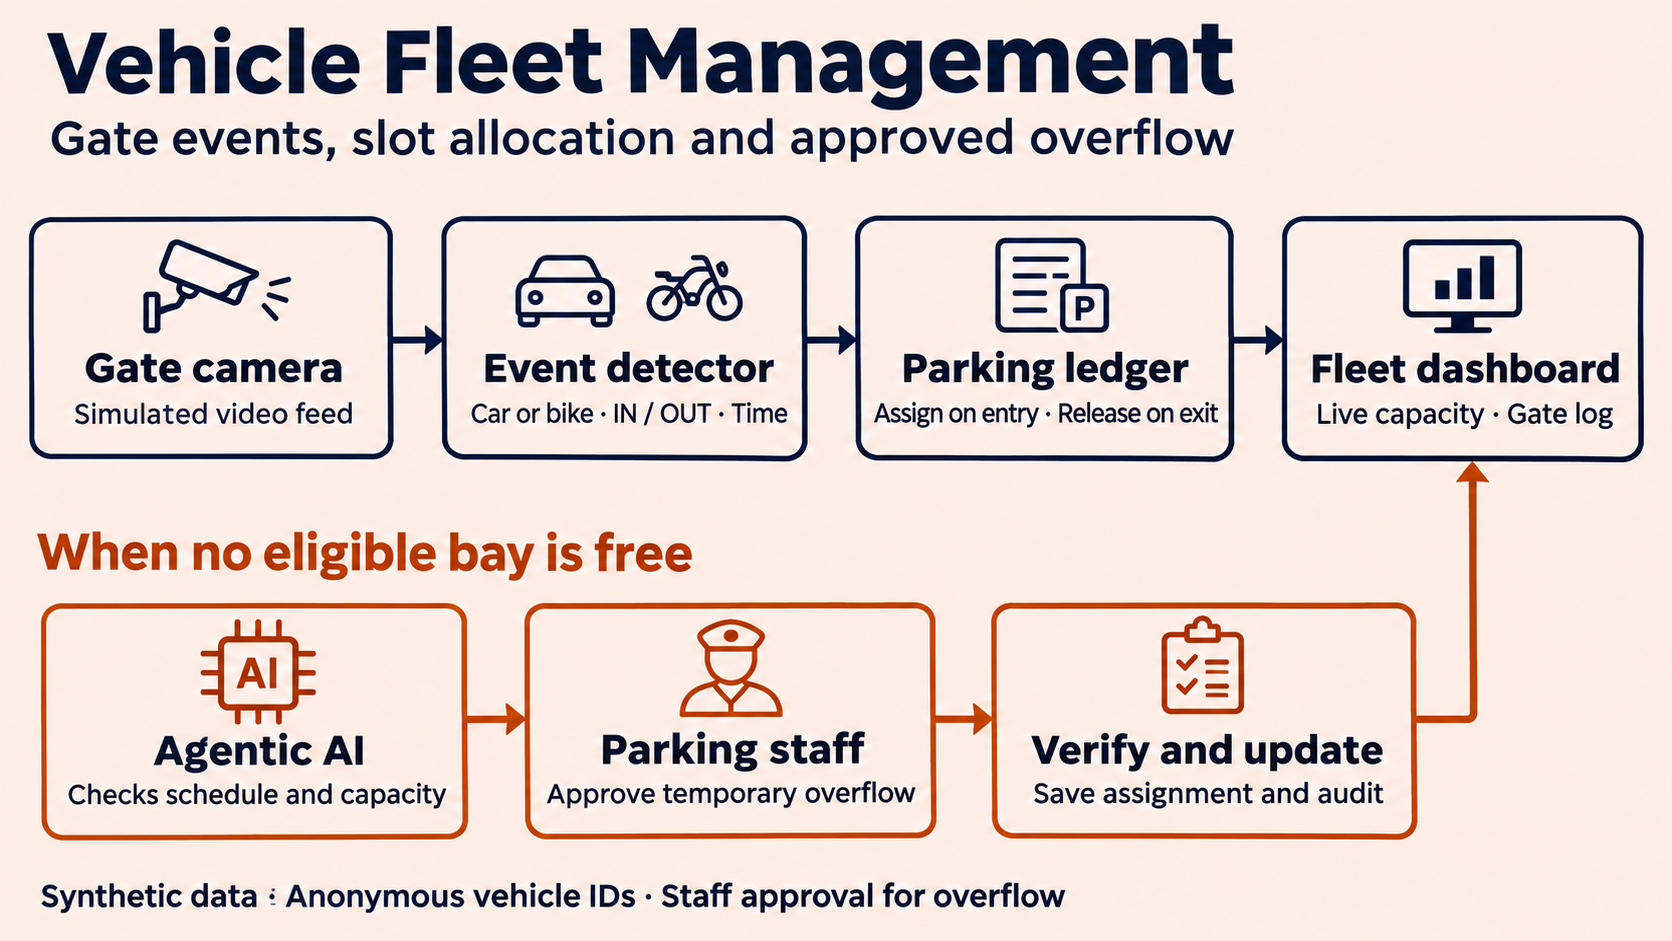 Vehicle Fleet Management
Gate events, slot allocation and approved overflow
Gate camera
Simulated video feed
Event detector
Car or bike · IN / OUT · Time
P
Parking ledger
Assign on entry · Release on exit
Fleet dashboard
Live capacity · Gate log
When no eligible bay is free
AI
Agentic AI
Checks schedule and capacity
Parking staff
Approve temporary overflow
Verify and update
Save assignment and audit
Synthetic data · Anonymous vehicle IDs · Staff approval for overflow